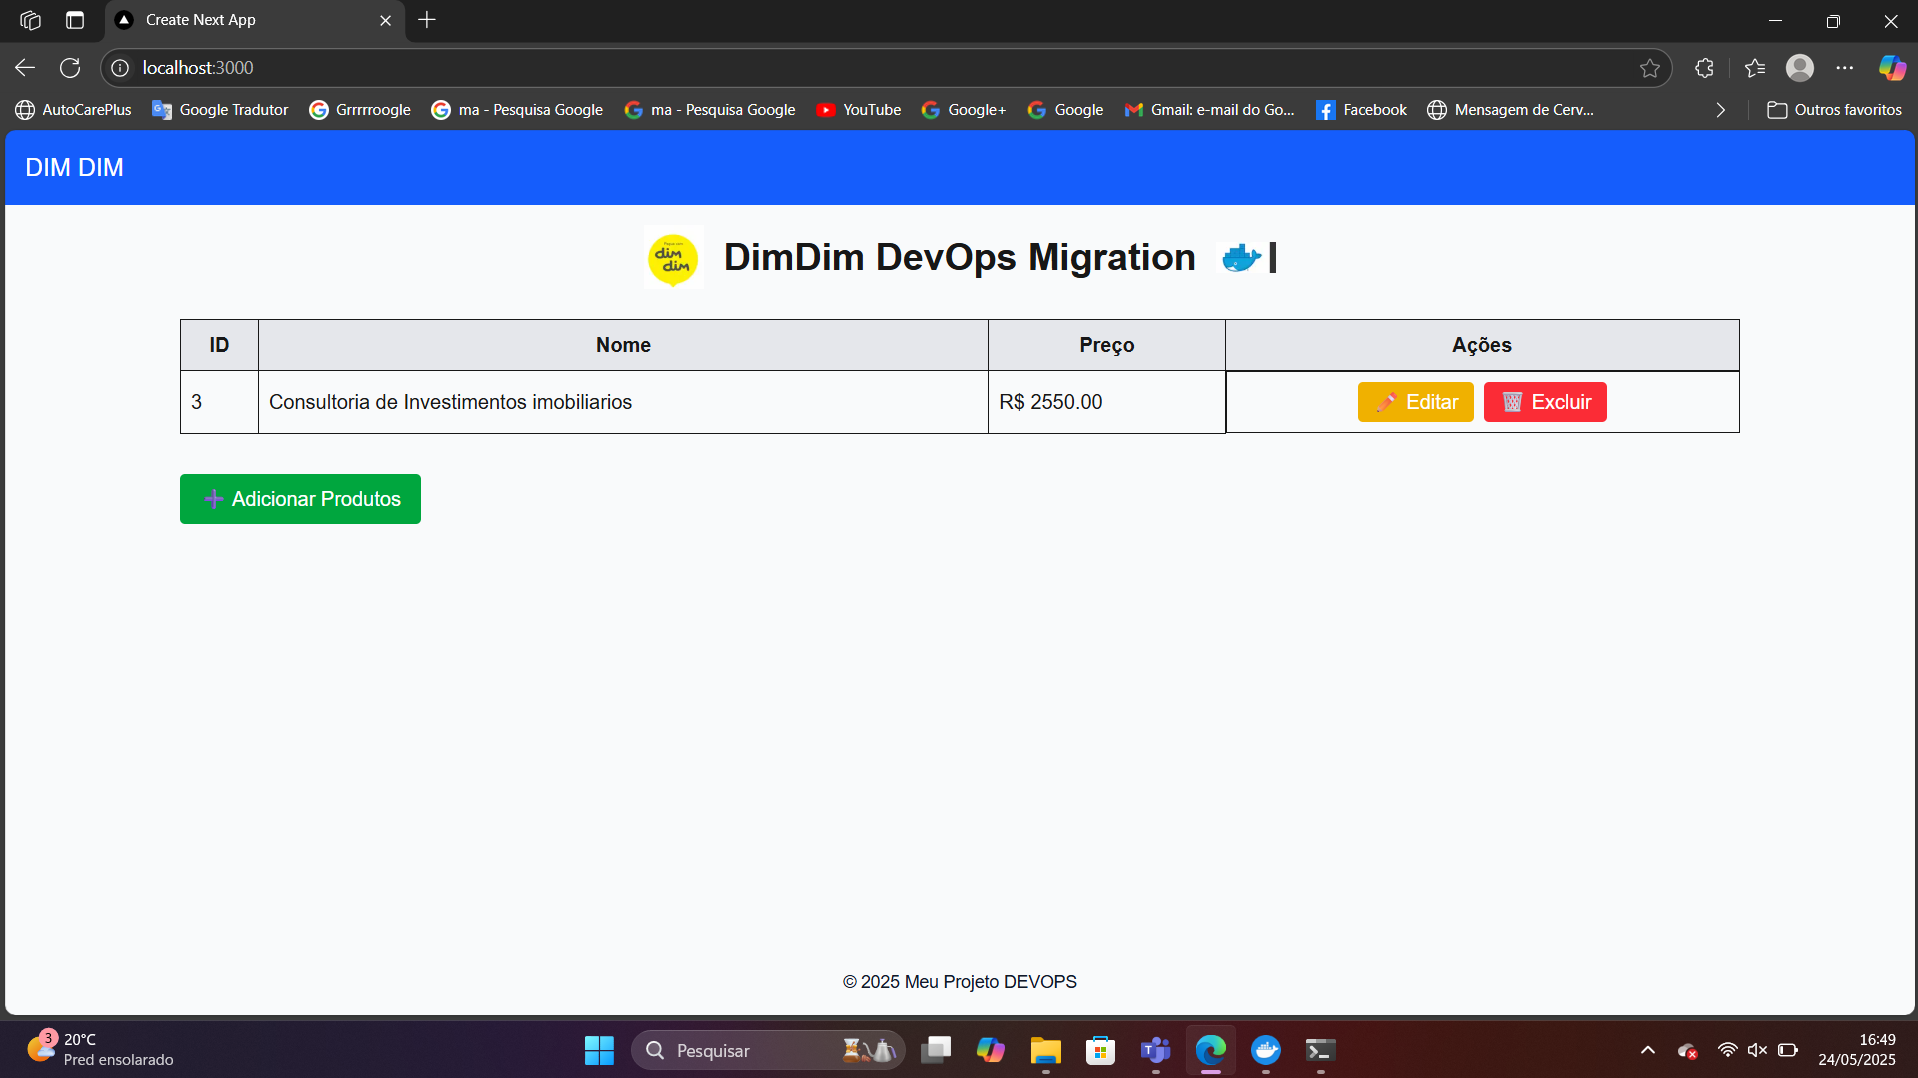 Create Next App
localhost:3000
AutoCarePlus Google Tradutor Grrrrroogle ma - Pesquisa Google ma - Pesquisa Google YouTube Google+ Google Gmail: e-mail do Go... Facebook Mensagem de Cerv... Outros favoritos
DIM DIM
dim
dim
DimDim DevOps Migration
ID Nome Preço Ações
3 Consultoria de Investimentos imobiliarios R$ 2550.00 Editar Excluir
Adicionar Produtos
© 2025 Meu Projeto DEVOPS
3 20°C
Pred ensolarado
Pesquisar
16:49
24/05/2025